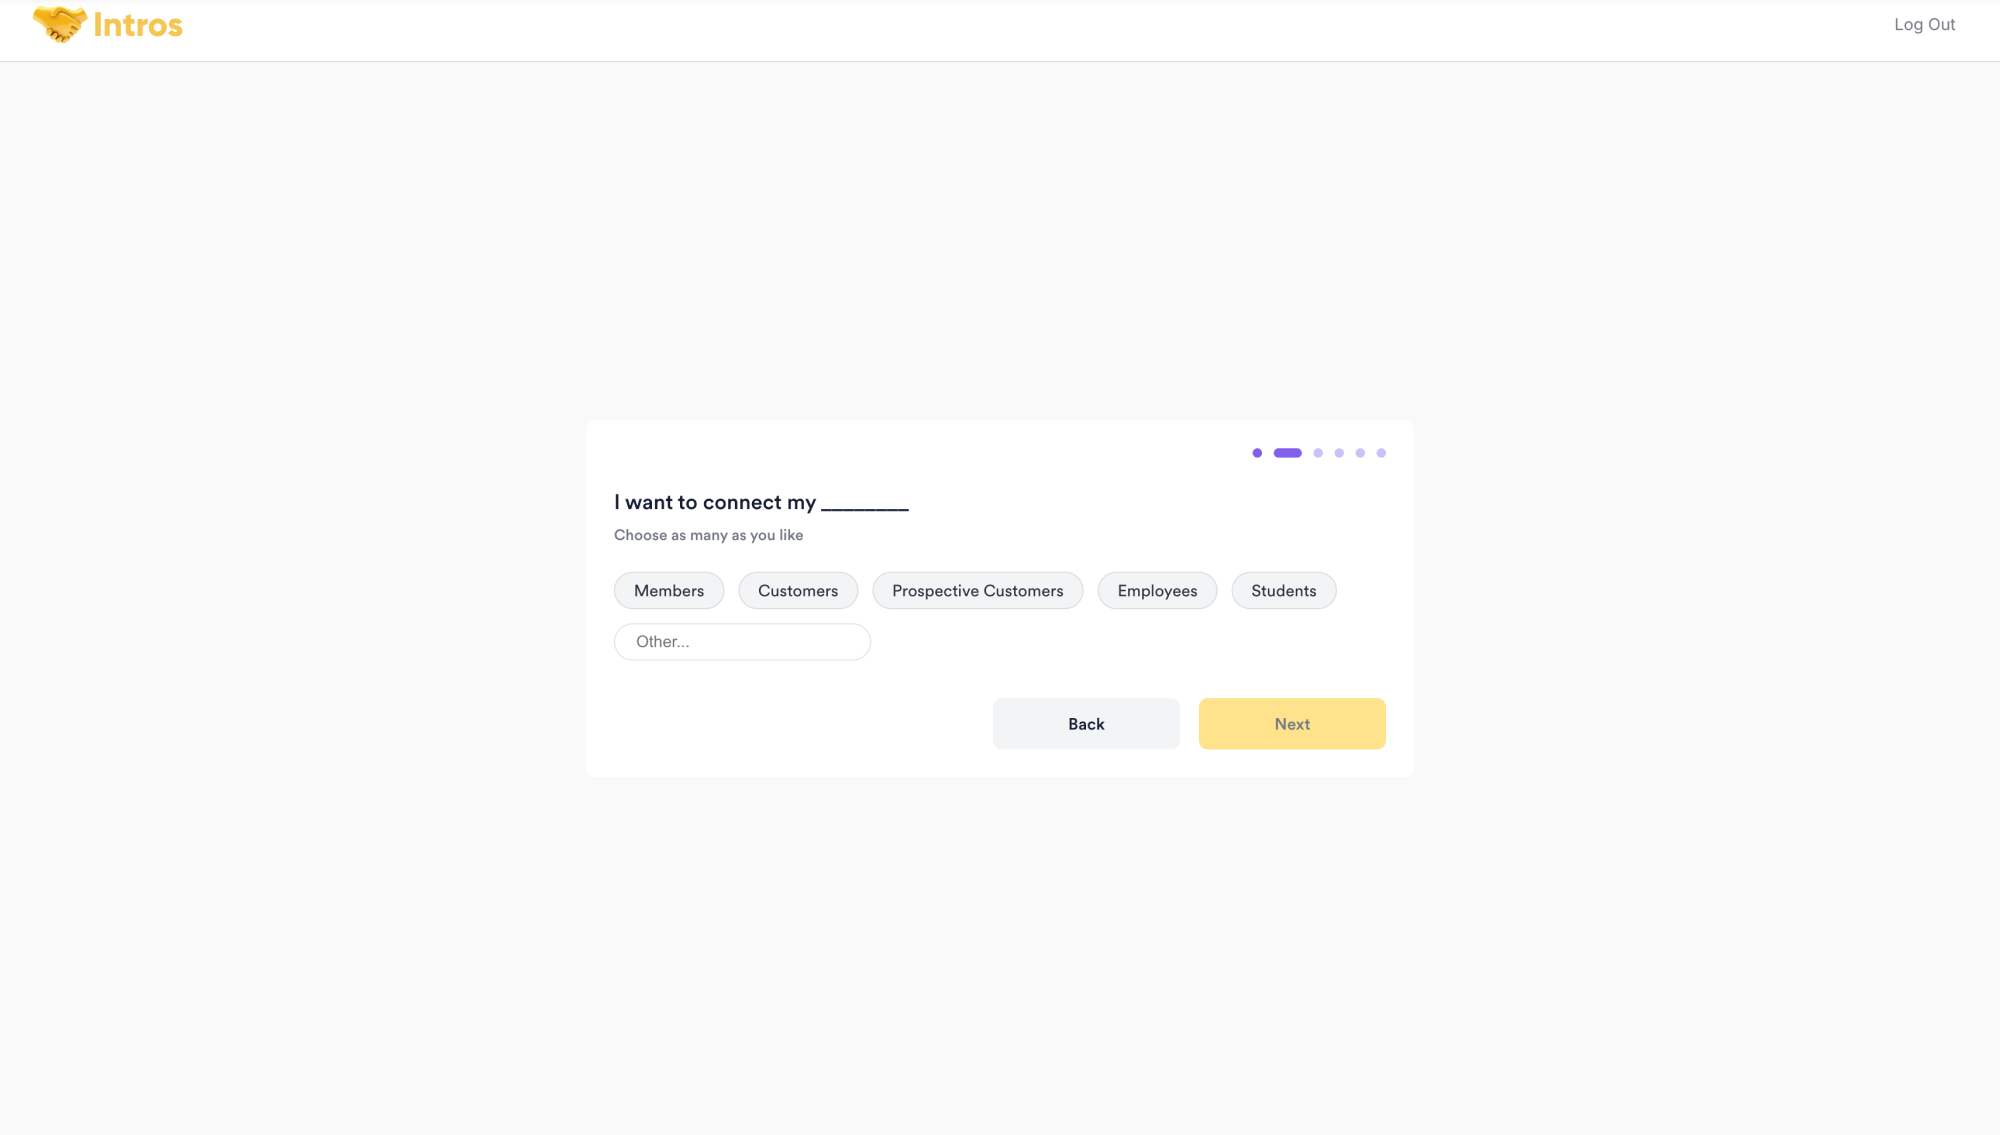 Intros
Log Out
I want to connect my ________
Choose as many as you like
Members
Customers
Prospective Customers
Employees
Students
Other...
Back
Next